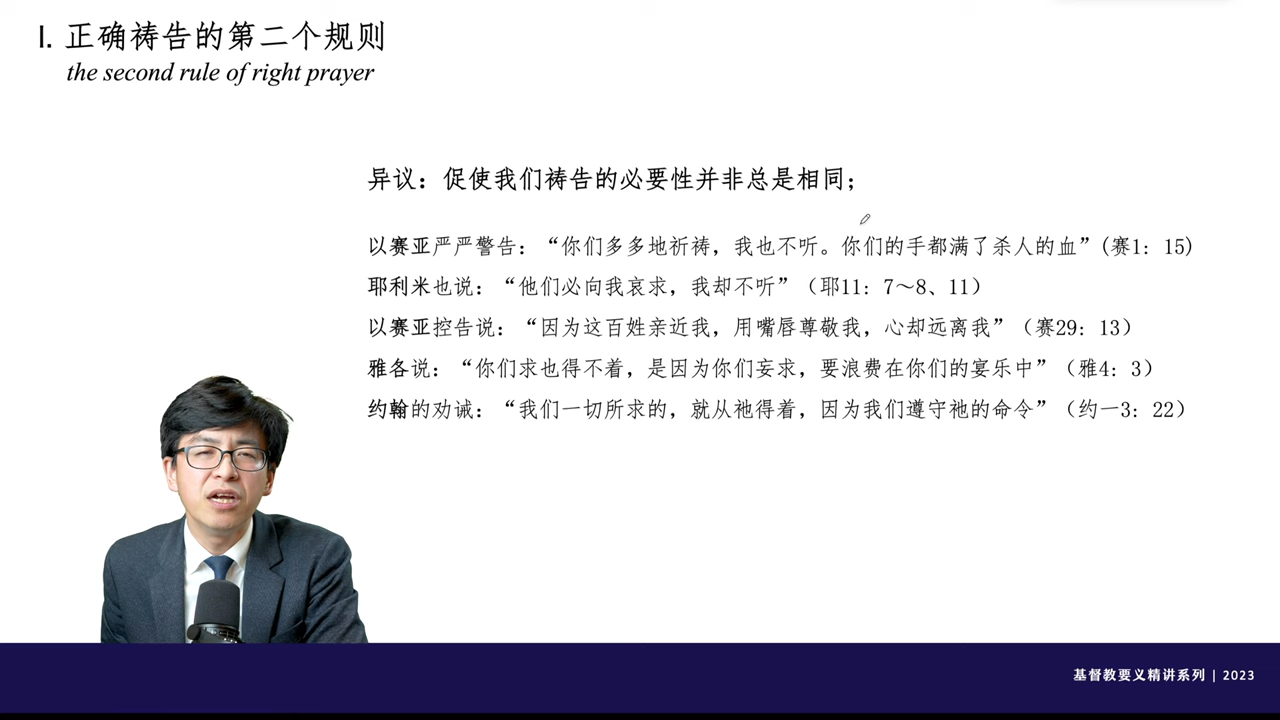 I. 正确祷告的第二个规则
the second rule of right prayer
异议：促使我们祷告的必要性并非总是相同；
以赛亚严严警告：“你们多多地祈祷，我也不听。你们的手都满了杀人的血”(赛1：15)
耶利米也说：“他们必向我哀求，我却不听”（耶11：7～8、11）
以赛亚控告说：“因为这百姓亲近我，用嘴唇尊敬我，心却远离我”（赛29：13）
雅各说：“你们求也得不着，是因为你们妄求，要浪费在你们的宴乐中”（雅4：3）
约翰的劝诫：“我们一切所求的，就从祂得着，因为我们遵守祂的命令”（约一3：22）
基督教要义精讲系列 | 2023